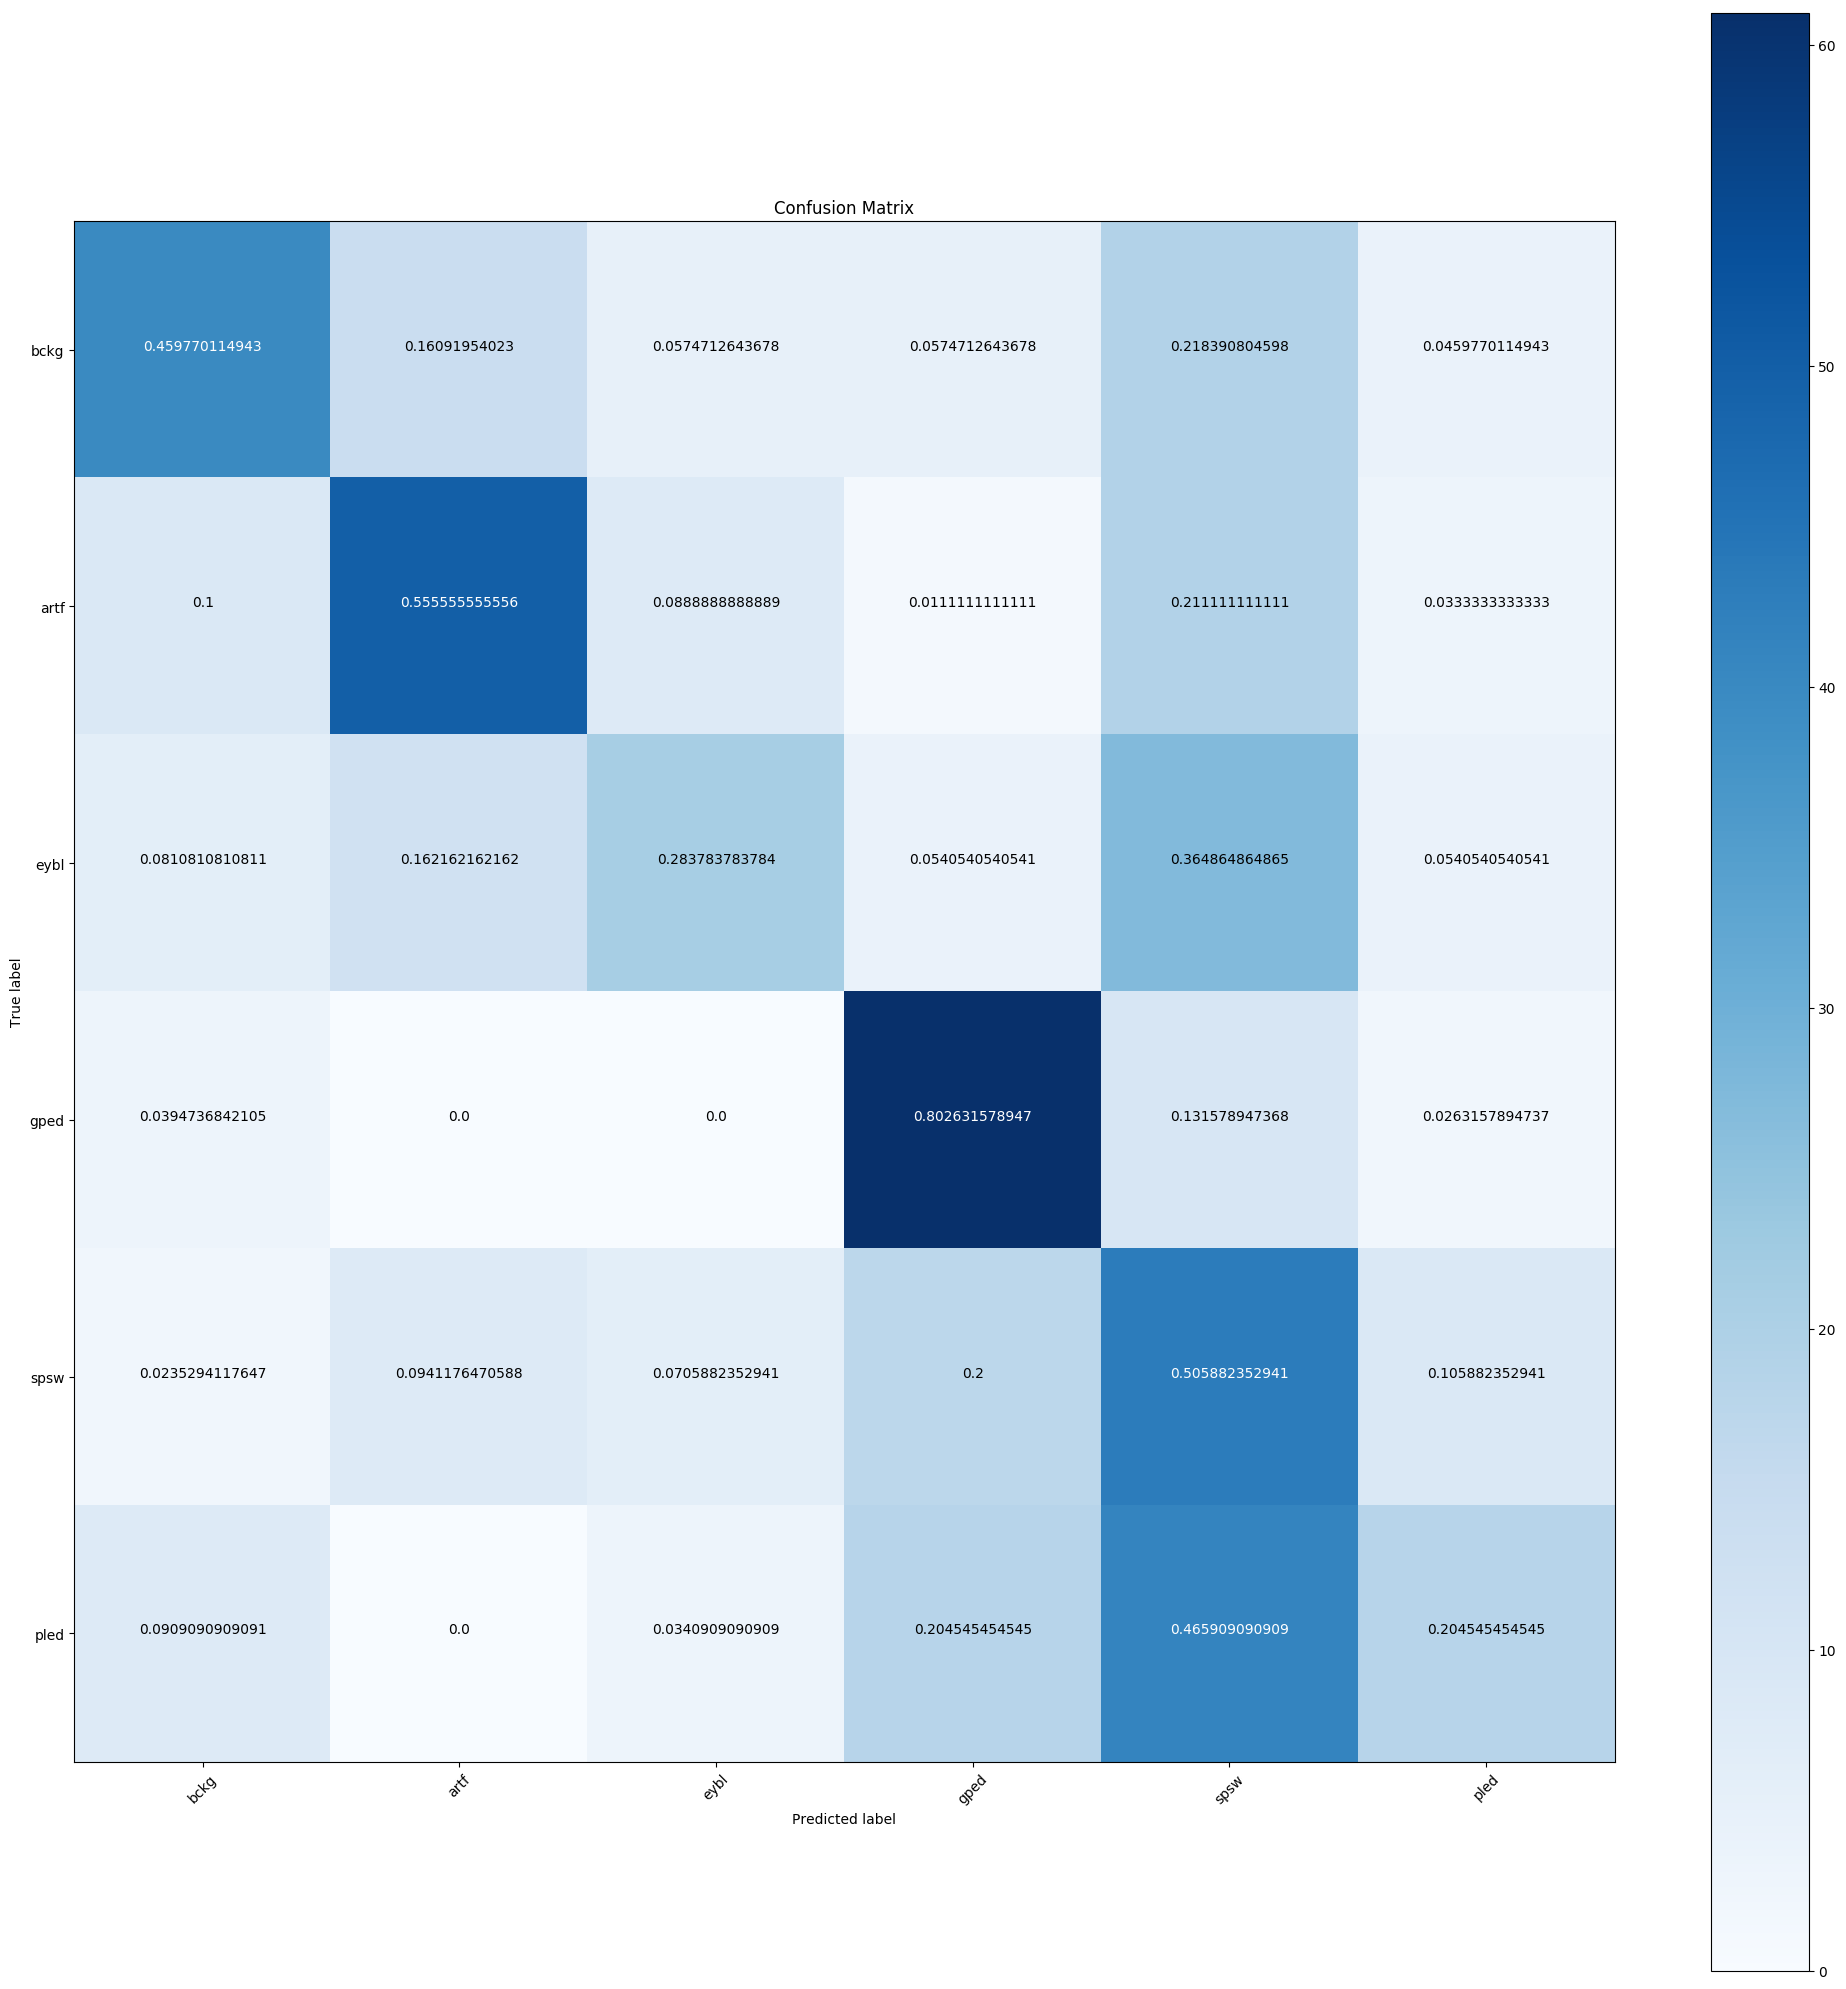 Confusion Matrix
bckg 0.459770114943 0.16091954023 0.0574712643678 0.0574712643678 0.218390804598 0.0459770114943
artf 0.1 0.555555555556 0.0888888888889 0.0111111111111 0.211111111111 0.0333333333333
eybl 0.0810810810811 0.162162162162 0.283783783784 0.0540540540541 0.364864864865 0.0540540540541
gped 0.0394736842105 0.0 0.0 0.802631578947 0.131578947368 0.0263157894737
spsw 0.0235294117647 0.0941176470588 0.0705882352941 0.2 0.505882352941 0.105882352941
pled 0.0909090909091 0.0 0.0340909090909 0.204545454545 0.465909090909 0.204545454545
True label
bckg artf eybl gped spsw pled
Predicted label
60
50
40
30
20
10
0